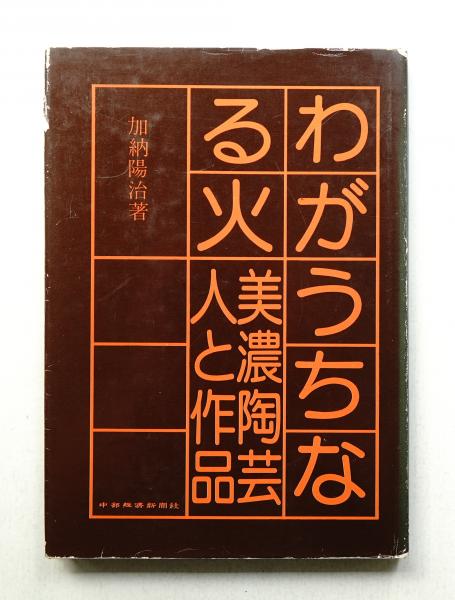 わがうちな
る火
美濃陶芸
人と作品
加納陽治著
中部経済新聞社